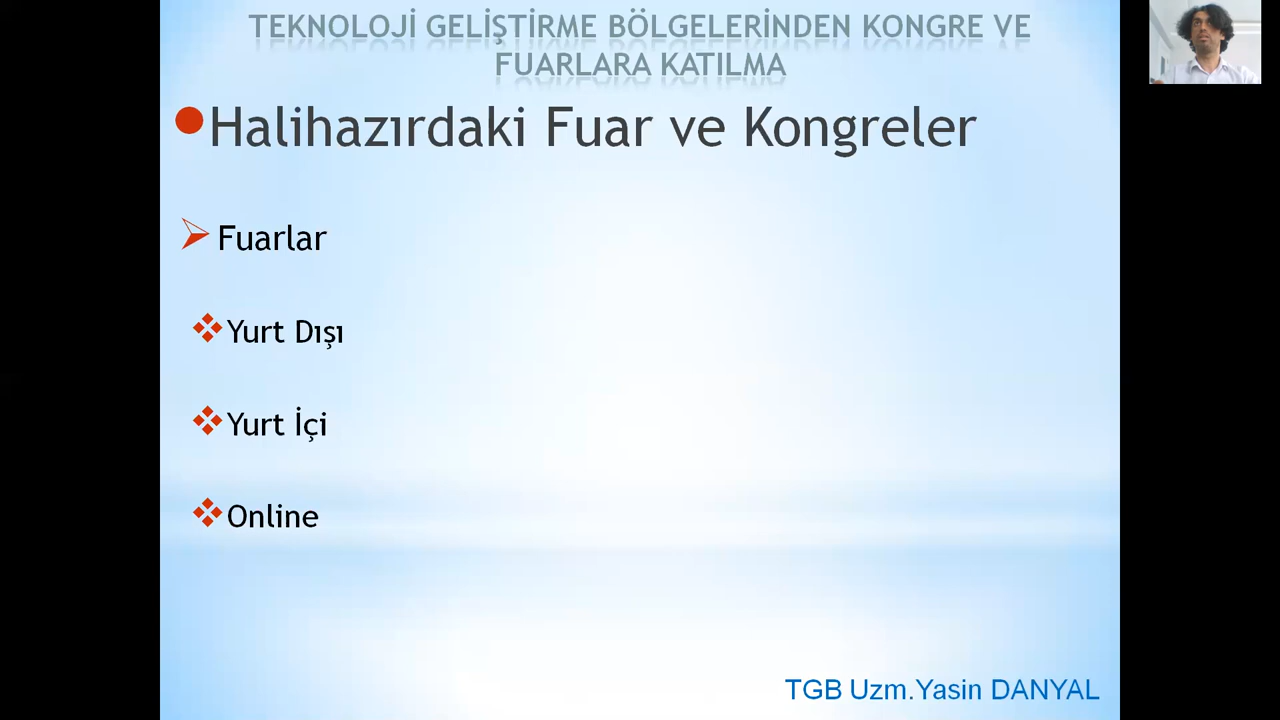 TEKNOLOJİ GELİŞTİRME BÖLGELERİNDEN KONGRE VE
FUARLARA KATILMA
Halihazırdaki Fuar ve Kongreler
Fuarlar
Yurt Dışı
Yurt İçi
Online
TGB Uzm.Yasin DANYAL